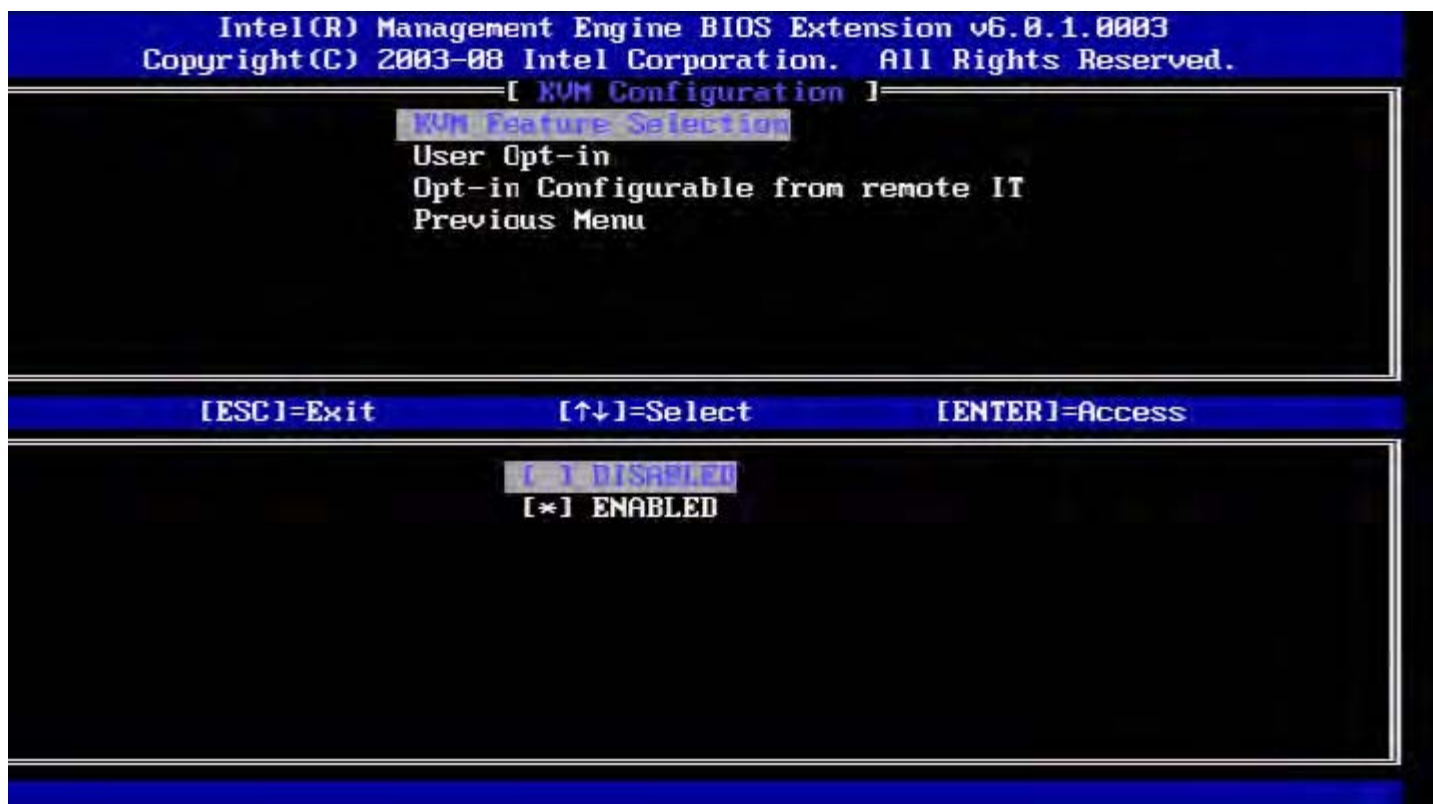 Intel(R) Management Engine BIOS Extension v6.0.1.0003
Copyright(C) 2003-08 Intel Corporation. All Rights Reserved.
[ KVM Configuration ]
KVM Feature Selection
User Opt-in
Opt-in Configurable from remote IT
Previous Menu
[ESC]=Exit [↑↓]=Select [ENTER]=Access
[ ] DISABLED
[*] ENABLED